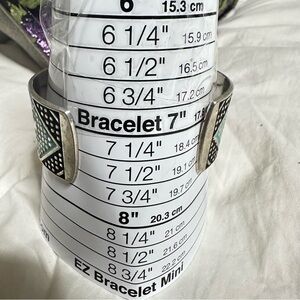 6" 15.3 cm
6 1/4" 15.9 cm
6 1/2" 16.5 cm
6 3/4" 17.2 cm
Bracelet 7"
7 1/4" 18.4 cm
7 1/2" 19.1 cm
7 3/4" 19.7 cm
8" 20.3 cm
8 1/4" 21 cm
8 1/2" 21.6 cm
8 3/4" 22.2 cm
EZ Bracelet Mini